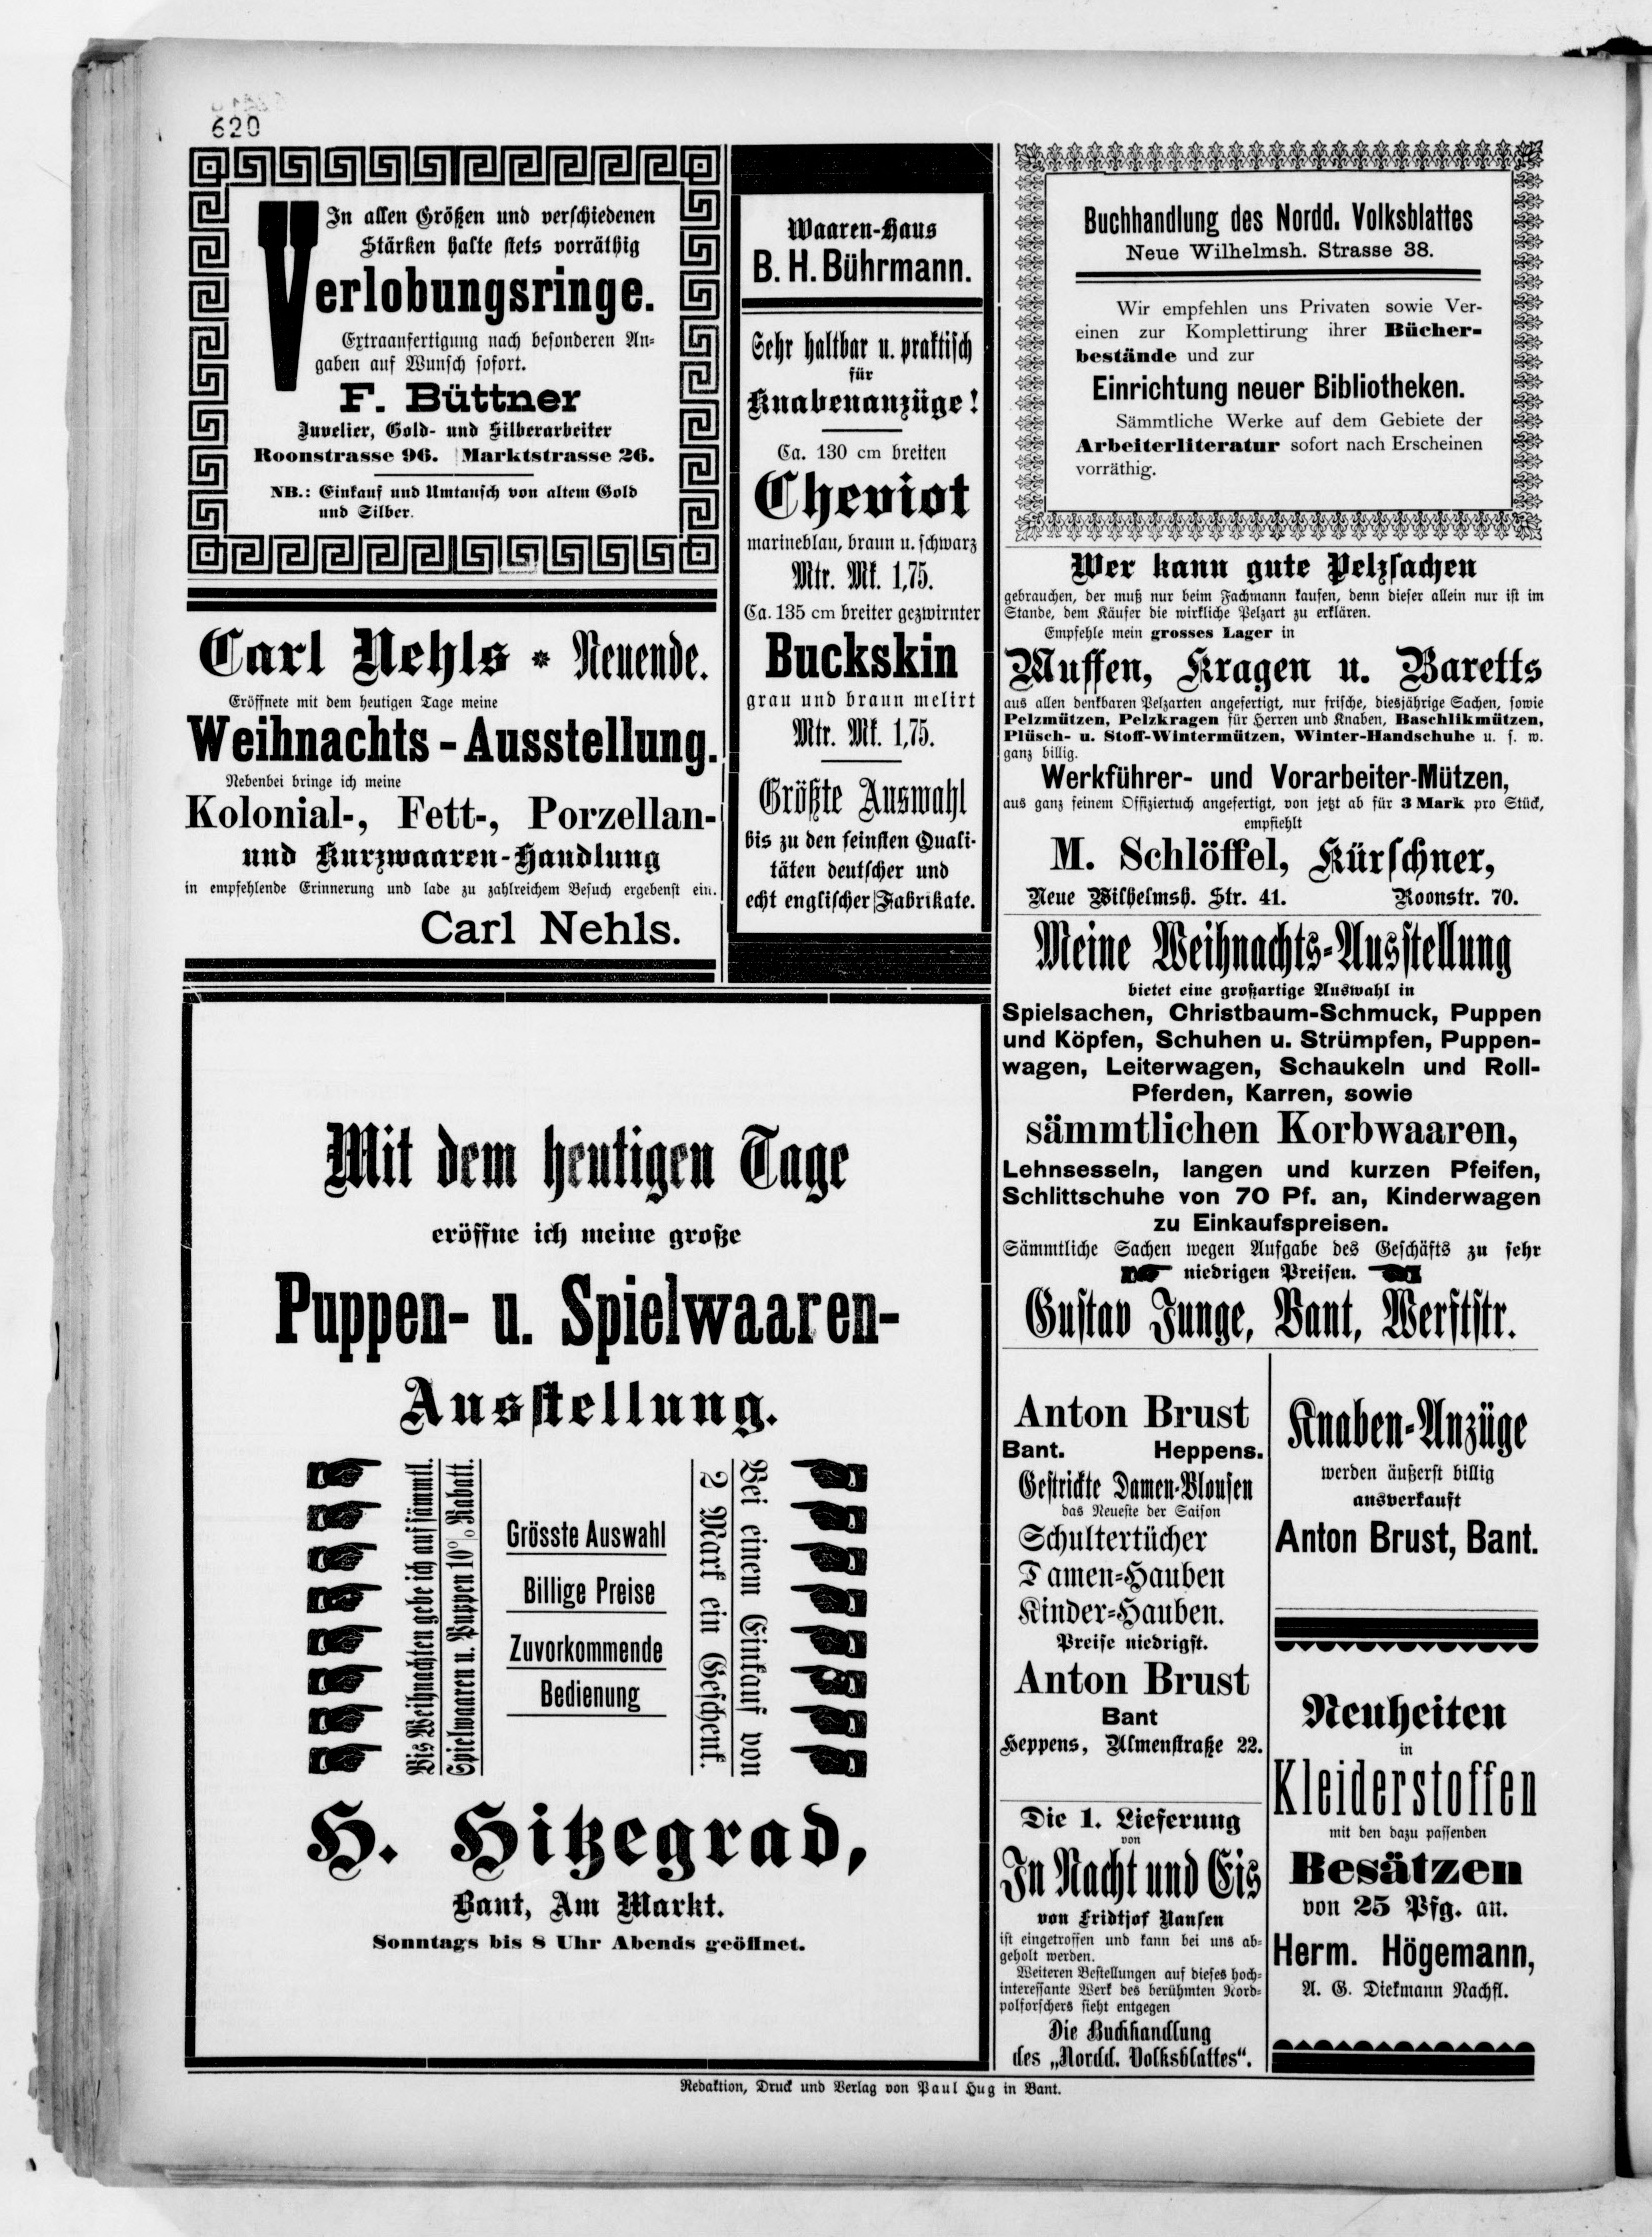 620
In allen Größen und verschiedenen
Stärken halte stets vorräthig
Verlobungsringe.
Extraanfertigung nach besonderen An-
gaben auf Wunsch sofort.
F. Büttner
Juvelier, Gold- und Silberarbeiter
Roonstrasse 96. Marktstrasse 26.
NB.: Einkauf und Umtausch von altem Gold
und Silber.
Carl Nehls * Neuende.
Eröffnete mit dem heutigen Tage meine
Weihnachts-Ausstellung.
Nebenbei bringe ich meine
Kolonial-, Fett-, Porzellan-
und Kurzwaaren-Handlung
in empfehlende Erinnerung und lade zu zahlreichem Besuch ergebenst ein.
Carl Nehls.
Waaren-Haus
B. H. Bührmann.
Sehr haltbar u. praktisch
für
Knabenanzüge!
Ca. 130 cm breiten
Cheviot
marineblau, braun u. schwarz
Mtr. Mk. 1,75.
Ca. 135 cm breiter gezwirnter
Buckskin
grau und braun melirt
Mtr. Mk. 1,75.
Größte Auswahl
bis zu den feinsten Quali-
täten deutscher und
echt englischer Fabrikate.
Mit dem heutigen Tage
eröffne ich meine große
Puppen- u. Spielwaaren-
Ausstellung.
Bis Weihnachten gebe ich auf sämmtl.
Spielwaaren u. Puppen 10% Rabatt.
Grösste Auswahl
Billige Preise
Zuvorkommende
Bedienung
Bei einem Einkauf von
2 Mark ein Geschenk.
H. Hitzegrad,
Bant, Am Markt.
Sonntags bis 8 Uhr Abends geöffnet.
Buchhandlung des Nordd. Volksblattes
Neue Wilhelmsh. Strasse 38.
Wir empfehlen uns Privaten sowie Ver-
einen zur Komplettirung ihrer Bücher-
bestände und zur
Einrichtung neuer Bibliotheken.
Sämmtliche Werke auf dem Gebiete der
Arbeiterliteratur sofort nach Erscheinen
vorräthig.
Wer kann gute Pelzsachen
gebrauchen, der muß nur beim Fachmann kaufen, denn dieser allein nur ist im
Stande, dem Käufer die wirkliche Pelzart zu erklären.
Empfehle mein grosses Lager in
Muffen, Kragen u. Baretts
aus allen denkbaren Pelzarten angefertigt, nur frische, diesjährige Sachen, sowie
Pelzmützen, Pelzkragen für Herren und Knaben, Baschlikmützen,
Plüsch- u. Stoff-Wintermützen, Winter-Handschuhe u. s. w.
ganz billig.
Werkführer- und Vorarbeiter-Mützen,
aus ganz feinem Offiziertuch angefertigt, von jetzt ab für 3 Mark pro Stück,
empfiehlt
M. Schlöffel, Kürschner,
Neue Wilhelmsh. Str. 41. Roonstr. 70.
Meine Weihnachts-Ausstellung
bietet eine großartige Auswahl in
Spielsachen, Christbaum-Schmuck, Puppen
und Köpfen, Schuhen u. Strümpfen, Puppen-
wagen, Leiterwagen, Schaukeln und Roll-
Pferden, Karren, sowie
sämmtlichen Korbwaaren,
Lehnsesseln, langen und kurzen Pfeifen,
Schlittschuhe von 70 Pf. an, Kinderwagen
zu Einkaufspreisen.
Sämmtliche Sachen wegen Aufgabe des Geschäfts zu sehr
niedrigen Preisen.
Gustav Junge, Bant, Werftstr.
Anton Brust
Bant. Heppens.
Gestrickte Damen-Blousen
das Neueste der Saison
Schultertücher
Damen-Hauben
Kinder-Hauben.
Preise niedrigst.
Anton Brust
Bant
Heppens, Ulmenstraße 22.
Die 1. Lieferung
von
In Nacht und Eis
von Fridtjof Nansen
ist eingetroffen und kann bei uns ab-
geholt werden.
Weiteren Bestellungen auf dieses hoch-
interessante Werk des berühmten Nord-
polforschers sieht entgegen
Die Buchhandlung
des „Nordd. Volksblattes“.
Knaben-Anzüge
werden äußerst billig
ausverkauft
Anton Brust, Bant.
Neuheiten
in
Kleiderstoffen
mit den dazu passenden
Besätzen
von 25 Pfg. an.
Herm. Högemann,
A. G. Diekmann Nachfl.
Redaktion, Druck und Verlag von Paul Hug in Bant.